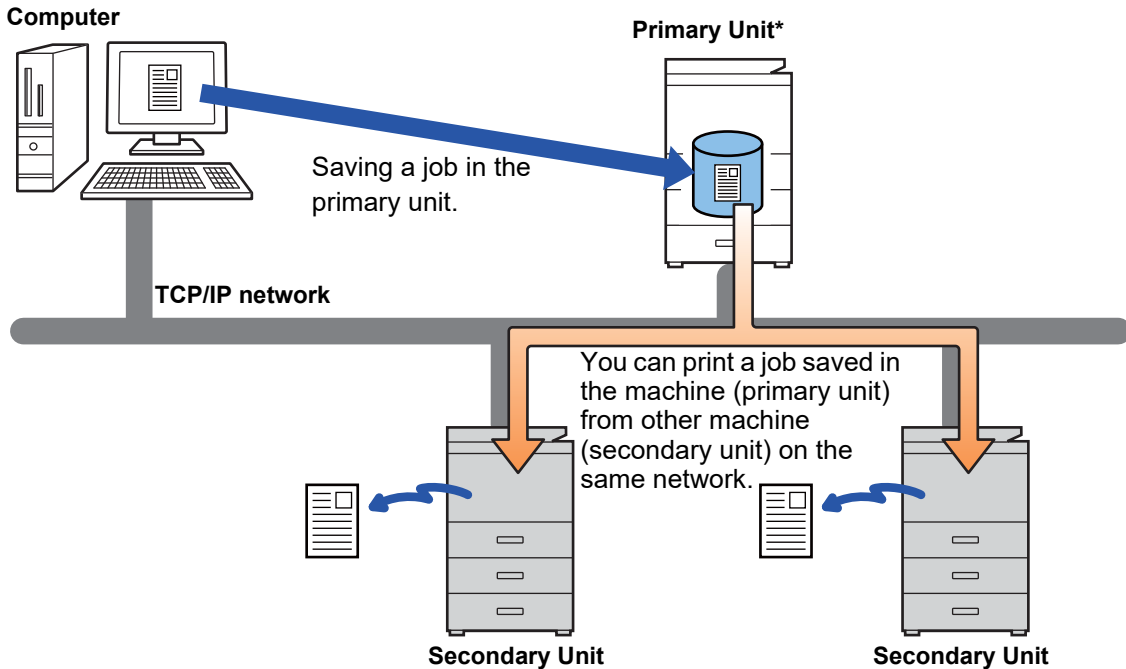 Computer
Primary Unit*
Saving a job in the
primary unit.
TCP/IP network
You can print a job saved in
the machine (primary unit)
from other machine
(secondary unit) on the
same network.
Secondary Unit
Secondary Unit